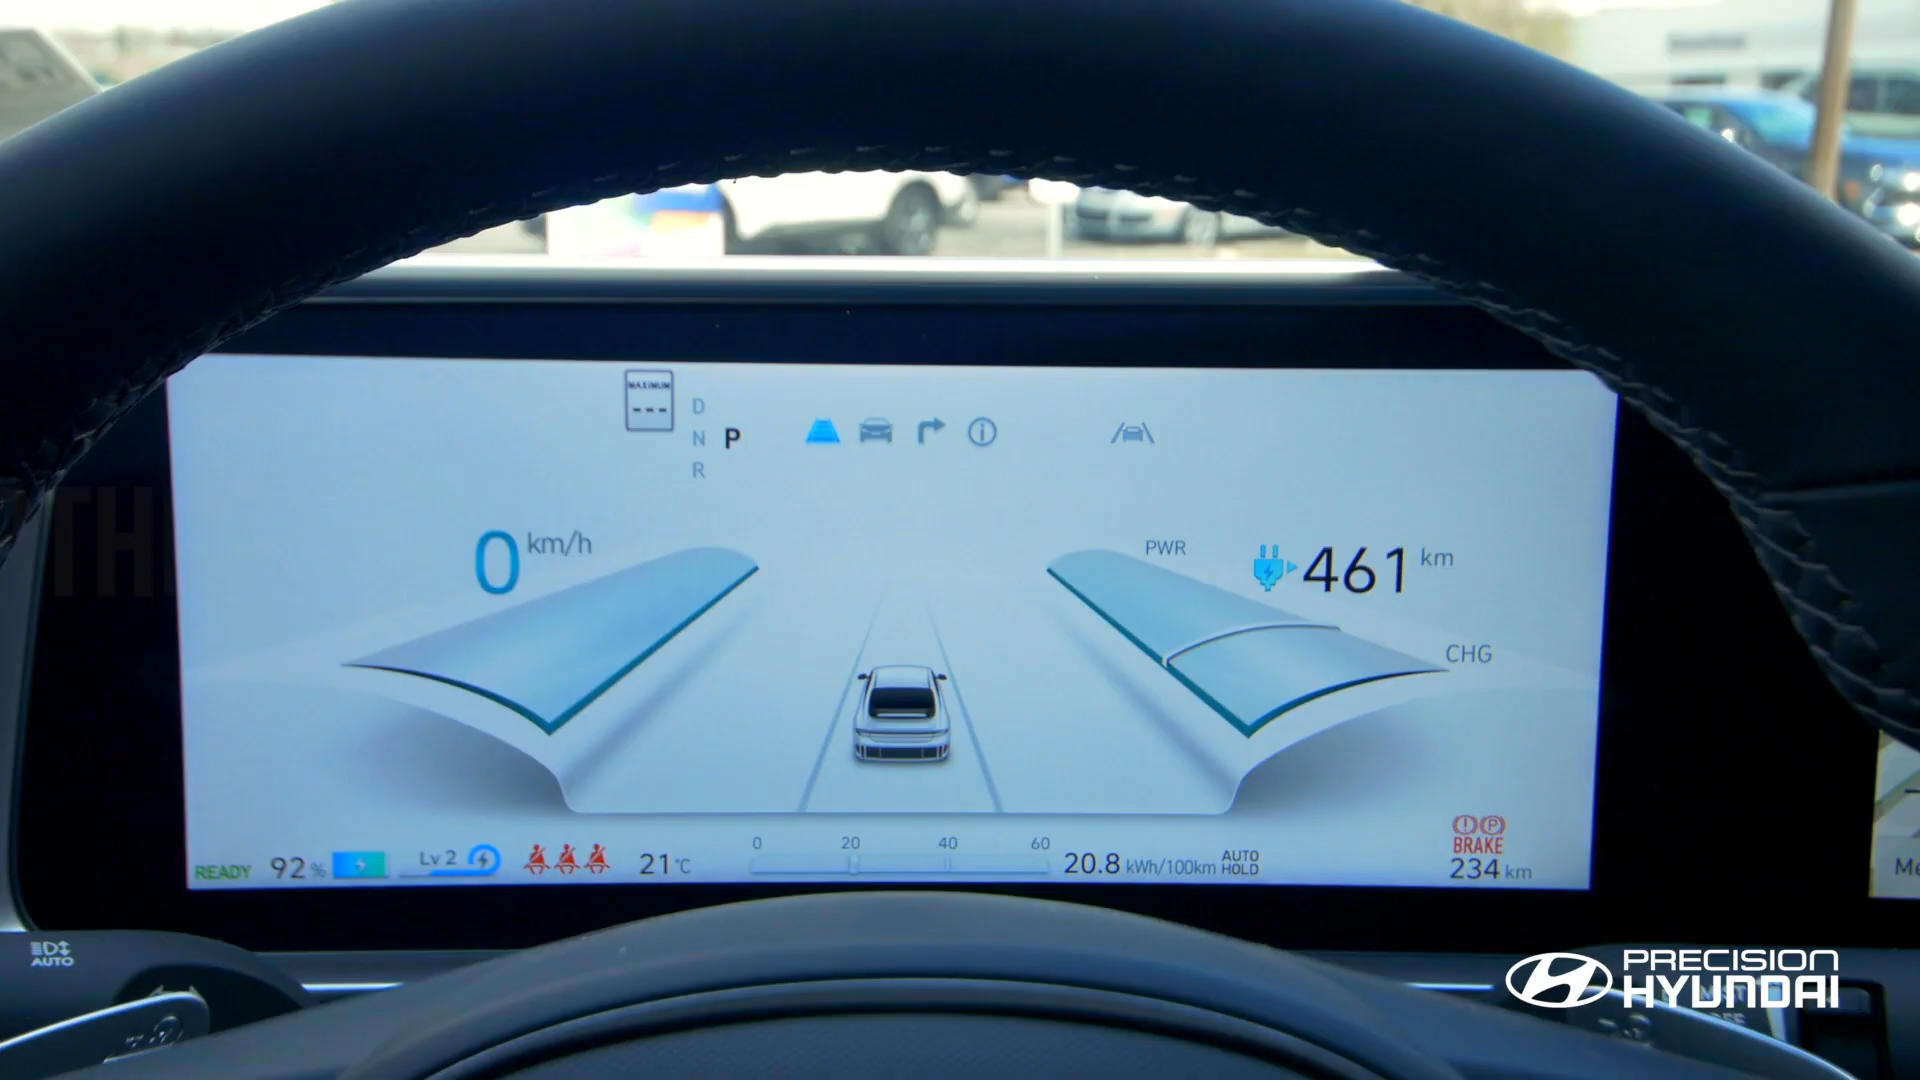 MAXIMUM
---
D
N P
R
0 km/h
PWR
461 km
CHG
0 20 40 60
READY 92 % Lv 2 21 °C 20.8 kWh/100km AUTO HOLD
BRAKE
234 km
AUTO
PRECISION
HYUNDAI